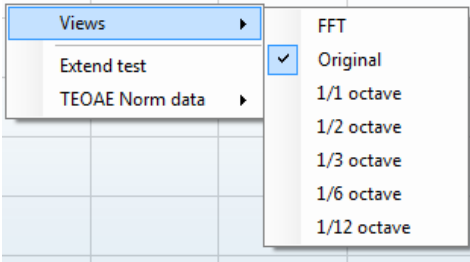 Views
Extend test
TEOAE Norm data
FFT
Original
1/1 octave
1/2 octave
1/3 octave
1/6 octave
1/12 octave